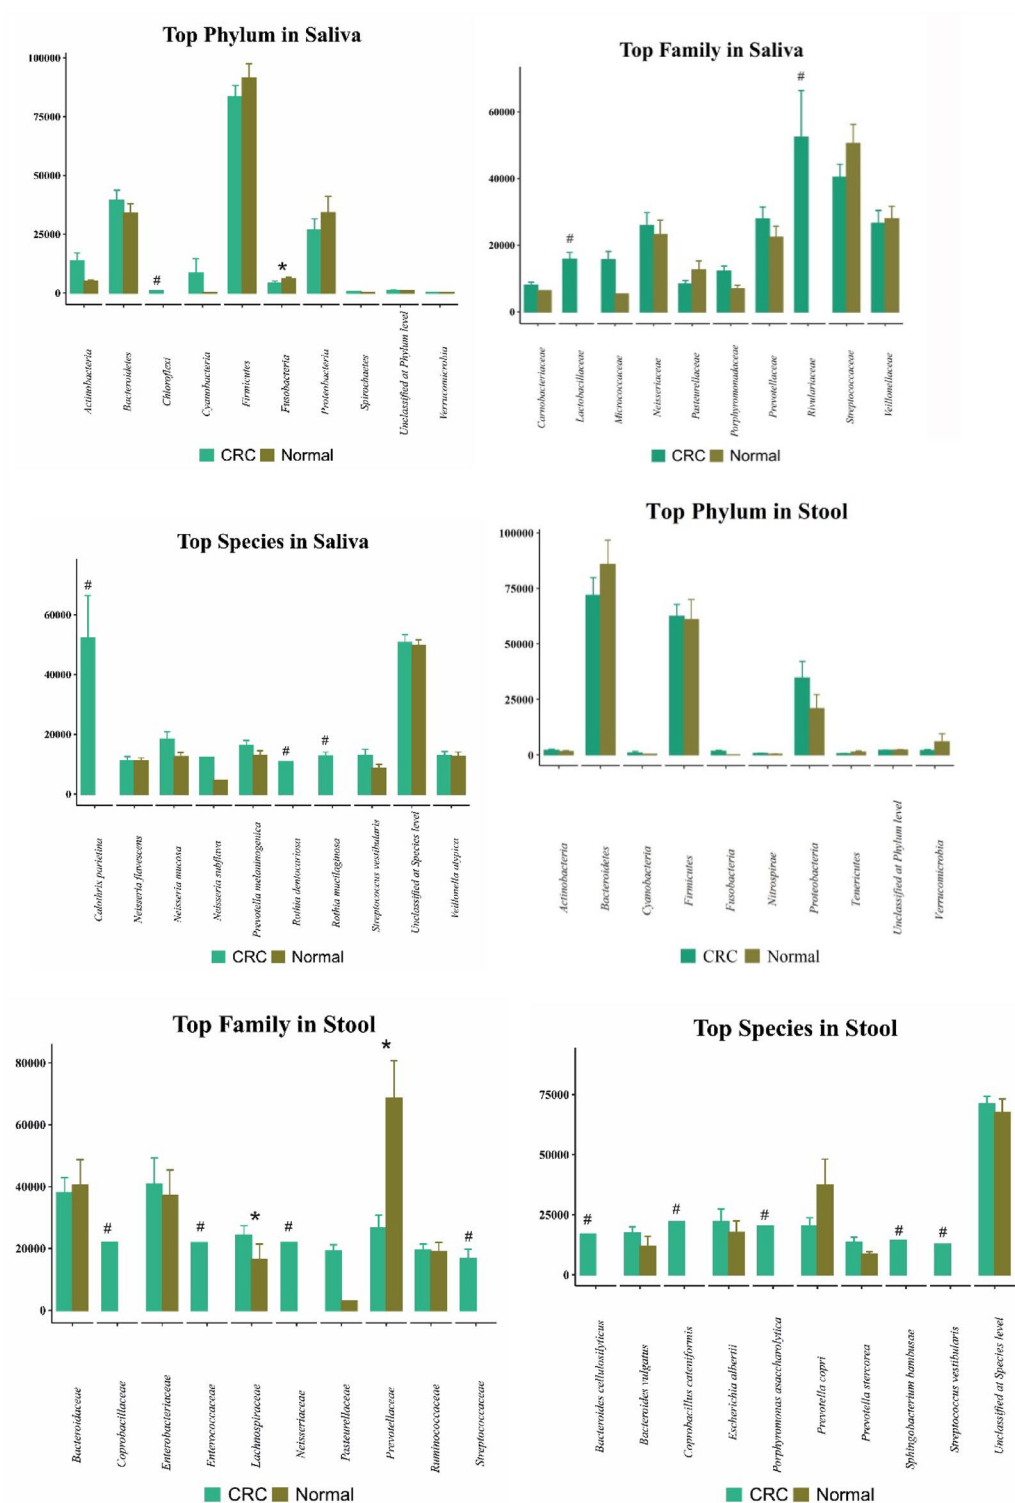 Top Phylum in Saliva
100000
75000
50000
25000
0
#
*
Actinobacteria
Bacteroidetes
Chloroflexi
Cyanobacteria
Firmicutes
Fusobacteria
Proteobacteria
Spirochaetes
Unclassified at Phylum level
Verrucomicrobia
CRC Normal
Top Family in Saliva
60000
40000
20000
0
#
#
Carnobacteriaceae
Lactobacillaceae
Micrococcaceae
Neisseriaceae
Pasteurellaceae
Porphyromonadaceae
Prevotellaceae
Rivulariaceae
Streptococcaceae
Veillonellaceae
CRC Normal
Top Species in Saliva
60000
40000
20000
0
#
#
#
Calothrix parietina
Neisseria flavescens
Neisseria mucosa
Neisseria subflava
Prevotella melaninogenica
Rothia dentocariosa
Rothia mucilaginosa
Streptococcus vestibularis
Unclassified at Species level
Veillonella atypica
CRC Normal
Top Phylum in Stool
100000
75000
50000
25000
0
Actinobacteria
Bacteroidetes
Cyanobacteria
Firmicutes
Fusobacteria
Nitrospirae
Proteobacteria
Tenericutes
Unclassified at Phylum level
Verrucomicrobia
CRC Normal
Top Family in Stool
80000
60000
40000
20000
0
#
#
*
#
*
#
Bacteroidaceae
Coprobacillaceae
Enterobacteriaceae
Enterococcaceae
Lachnospiraceae
Neisseriaceae
Pasteurellaceae
Prevotellaceae
Ruminococcaceae
Streptococcaceae
CRC Normal
Top Species in Stool
75000
50000
25000
0
#
#
#
#
#
Bacteroides cellulosilyticus
Bacteroides vulgatus
Coprobacillus cateniformis
Escherichia albertii
Porphyromonas asaccharolytica
Prevotella copri
Prevotella stercorea
Sphingobacterium bambusae
Streptococcus vestibularis
Unclassified at Species level
CRC Normal